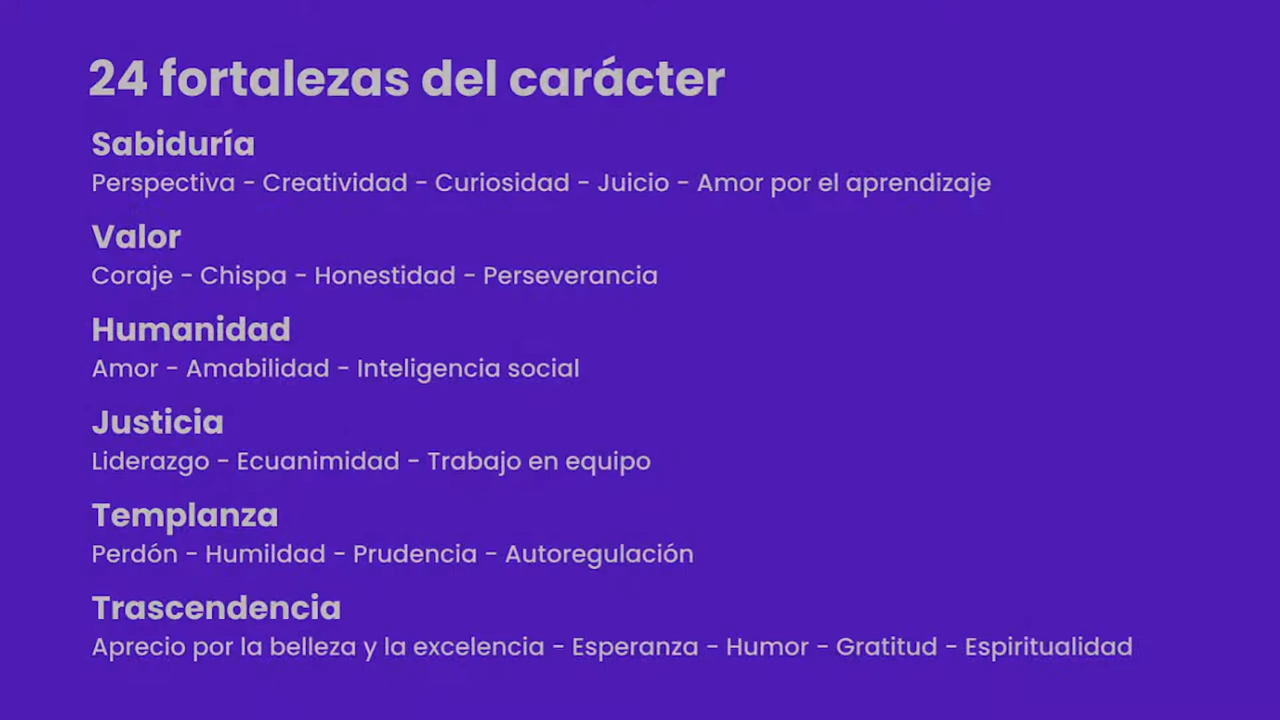 24 fortalezas del carácter
Sabiduría
Perspectiva - Creatividad - Curiosidad - Juicio - Amor por el aprendizaje
Valor
Coraje - Chispa - Honestidad - Perseverancia
Humanidad
Amor - Amabilidad - Inteligencia social
Justicia
Liderazgo - Ecuanimidad - Trabajo en equipo
Templanza
Perdón - Humildad - Prudencia - Autoregulación
Trascendencia
Aprecio por la belleza y la excelencia - Esperanza - Humor - Gratitud - Espiritualidad